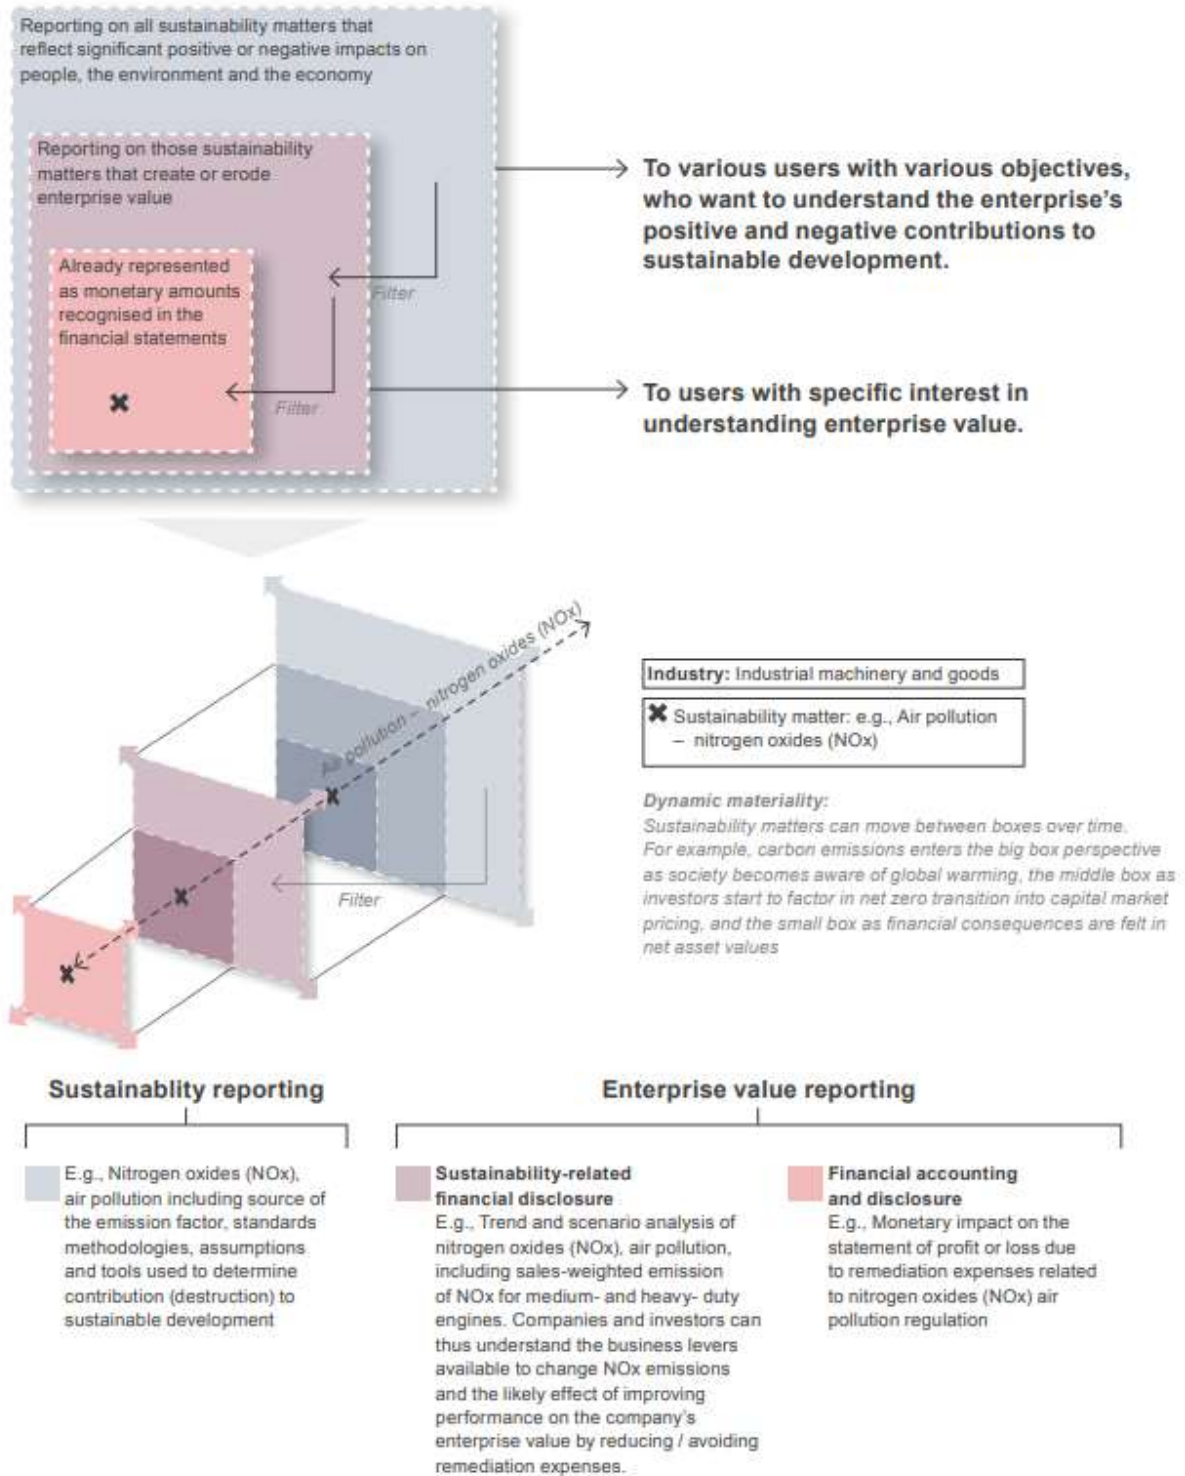 Reporting on all sustainability matters that
reflect significant positive or negative impacts on
people, the environment and the economy
Reporting on those sustainability
matters that create or erode
enterprise value
Already represented
as monetary amounts
recognised in the
financial statements
Filter
Filter
To various users with various objectives,
who want to understand the enterprise's
positive and negative contributions to
sustainable development.
To users with specific interest in
understanding enterprise value.
Air pollution – nitrogen oxides (NOx)
Filter
Industry: Industrial machinery and goods
✖ Sustainability matter: e.g., Air pollution
– nitrogen oxides (NOx)
Dynamic materiality:
Sustainability matters can move between boxes over time.
For example, carbon emissions enters the big box perspective
as society becomes aware of global warming, the middle box as
investors start to factor in net zero transition into capital market
pricing, and the small box as financial consequences are felt in
net asset values
Sustainablity reporting
E.g., Nitrogen oxides (NOx),
air pollution including source of
the emission factor, standards
methodologies, assumptions
and tools used to determine
contribution (destruction) to
sustainable development
Enterprise value reporting
Sustainability-related
financial disclosure
E.g., Trend and scenario analysis of
nitrogen oxides (NOx), air pollution,
including sales-weighted emission
of NOx for medium- and heavy- duty
engines. Companies and investors can
thus understand the business levers
available to change NOx emissions
and the likely effect of improving
performance on the company's
enterprise value by reducing / avoiding
remediation expenses.
Financial accounting
and disclosure
E.g., Monetary impact on the
statement of profit or loss due
to remediation expenses related
to nitrogen oxides (NOx) air
pollution regulation